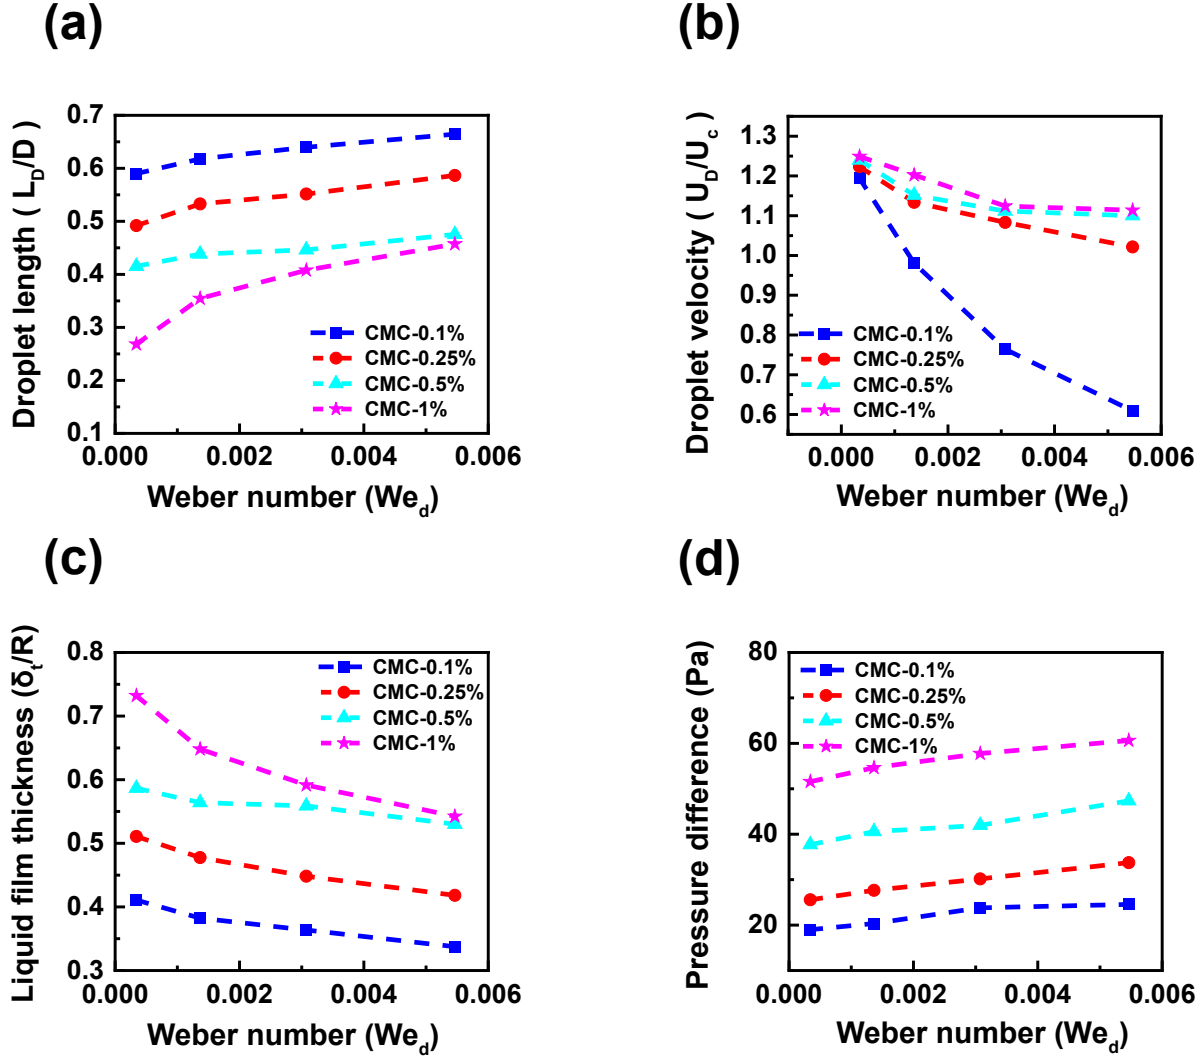 (a)
Droplet length ( L_D/D )
0.7
0.6
0.5
0.4
0.3
0.2
0.1
CMC-0.1%
CMC-0.25%
CMC-0.5%
CMC-1%
0.000 0.002 0.004 0.006
Weber number (We_d)
(b)
Droplet velocity ( U_D/U_c )
1.3
1.2
1.1
1.0
0.9
0.8
0.7
0.6
CMC-0.1%
CMC-0.25%
CMC-0.5%
CMC-1%
0.000 0.002 0.004 0.006
Weber number (We_d)
(c)
Liquid film thickness (δ_t/R)
0.8
0.7
0.6
0.5
0.4
0.3
CMC-0.1%
CMC-0.25%
CMC-0.5%
CMC-1%
0.000 0.002 0.004 0.006
Weber number (We_d)
(d)
Pressure difference (Pa)
80
60
40
20
CMC-0.1%
CMC-0.25%
CMC-0.5%
CMC-1%
0.000 0.002 0.004 0.006
Weber number (We_d)